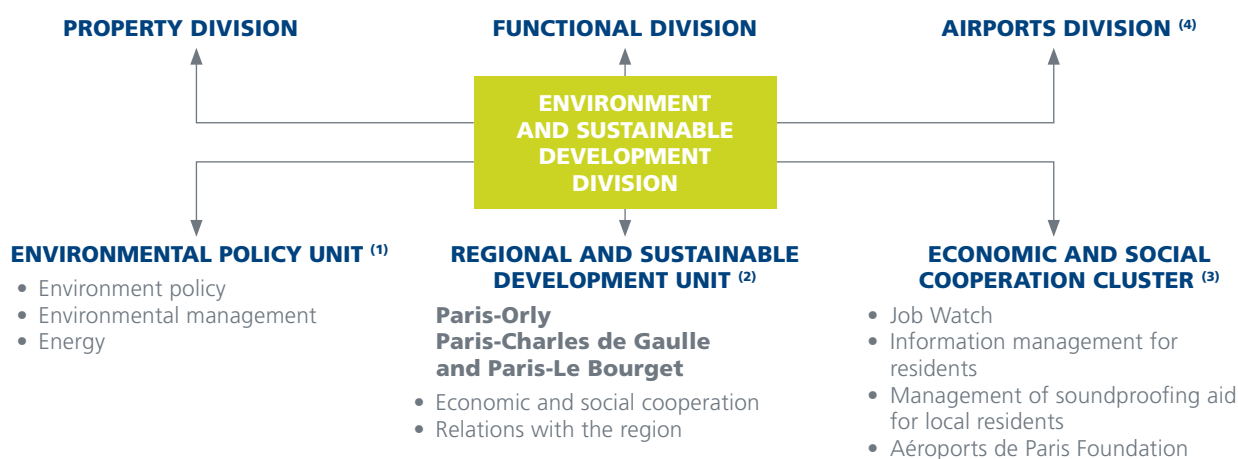 PROPERTY DIVISION
FUNCTIONAL DIVISION
AIRPORTS DIVISION (4)
ENVIRONMENT
AND SUSTAINABLE
DEVELOPMENT
DIVISION
ENVIRONMENTAL POLICY UNIT (1)
• Environment policy
• Environmental management
• Energy
REGIONAL AND SUSTAINABLE
DEVELOPMENT UNIT (2)
Paris-Orly
Paris-Charles de Gaulle
and Paris-Le Bourget
• Economic and social cooperation
• Relations with the region
ECONOMIC AND SOCIAL
COOPERATION CLUSTER (3)
• Job Watch
• Information management for
residents
• Management of soundproofing aid
for local residents
• Aéroports de Paris Foundation